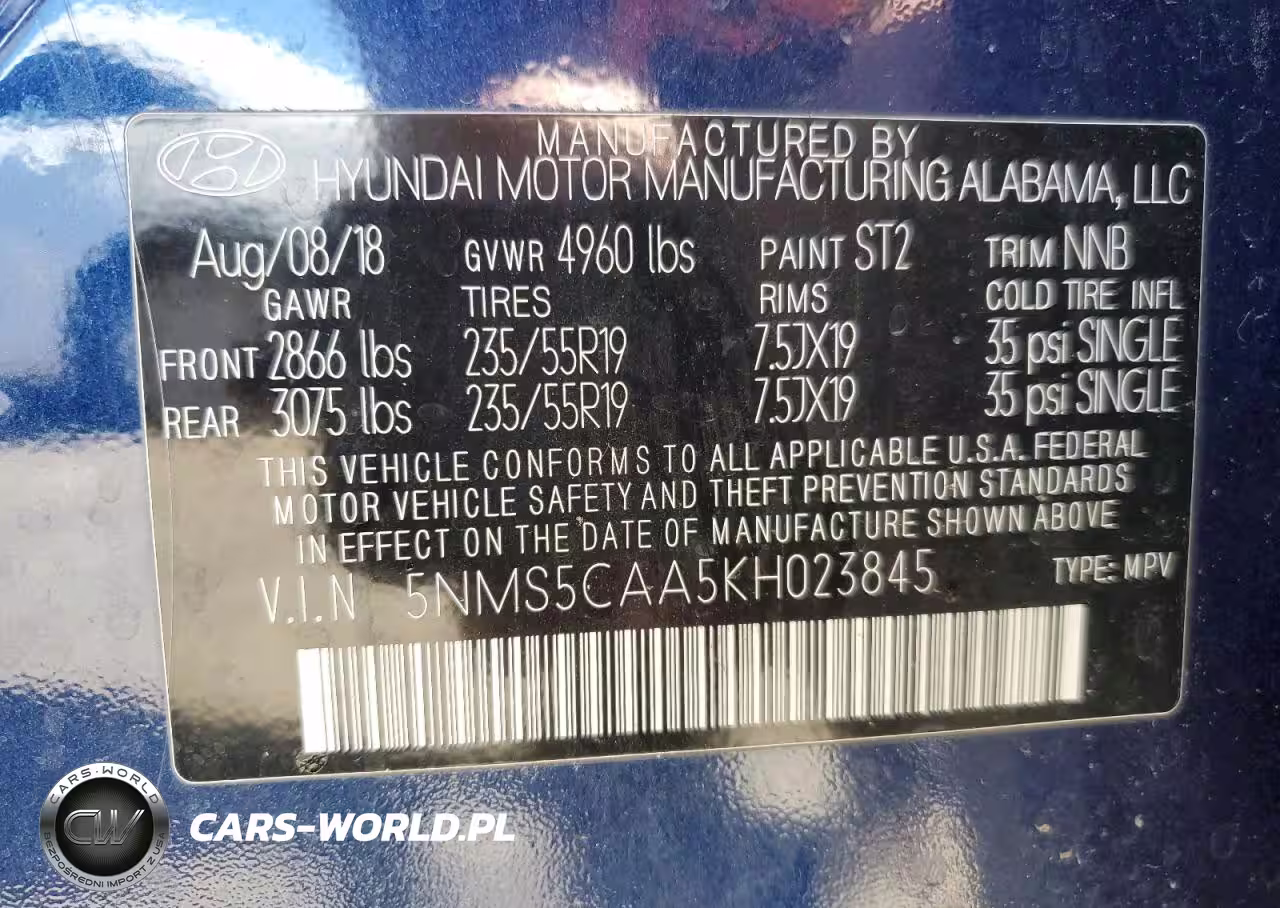 MANUFACTURED BY
HYUNDAI MOTOR MANUFACTURING ALABAMA, LLC
Aug/08/18 GVWR 4960 lbs PAINT ST2 TRIM NNB
GAWR TIRES RIMS COLD TIRE INFL
FRONT 2866 lbs 235/55R19 7.5JX19 35 psi SINGLE
REAR 3075 lbs 235/55R19 7.5JX19 35 psi SINGLE
THIS VEHICLE CONFORMS TO ALL APPLICABLE U.S.A. FEDERAL
MOTOR VEHICLE SAFETY AND THEFT PREVENTION STANDARDS
IN EFFECT ON THE DATE OF MANUFACTURE SHOWN ABOVE
V.I.N 5NMS5CAA5KH023845 TYPE: MPV
CARS-WORLD
CW
BEZPOŚREDNI IMPORT Z USA
CARS-WORLD.PL